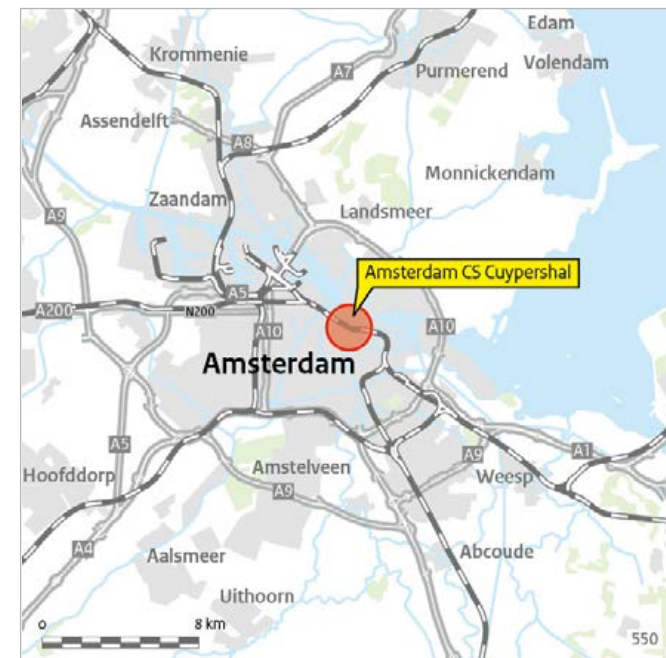 Edam
Krommenie
Volendam
A7
Purmerend
Assendelft
A8
Monnickendam
Zaandam
Landsmeer
A9
Amsterdam CS Cuypershal
A5
A200
N200
A10
A10
Amsterdam
A5
Amstelveen
A1
A9
Hoofddorp
Weesp
A9
A4
Aalsmeer
Abcoude
Uithoorn
0
8 km
550